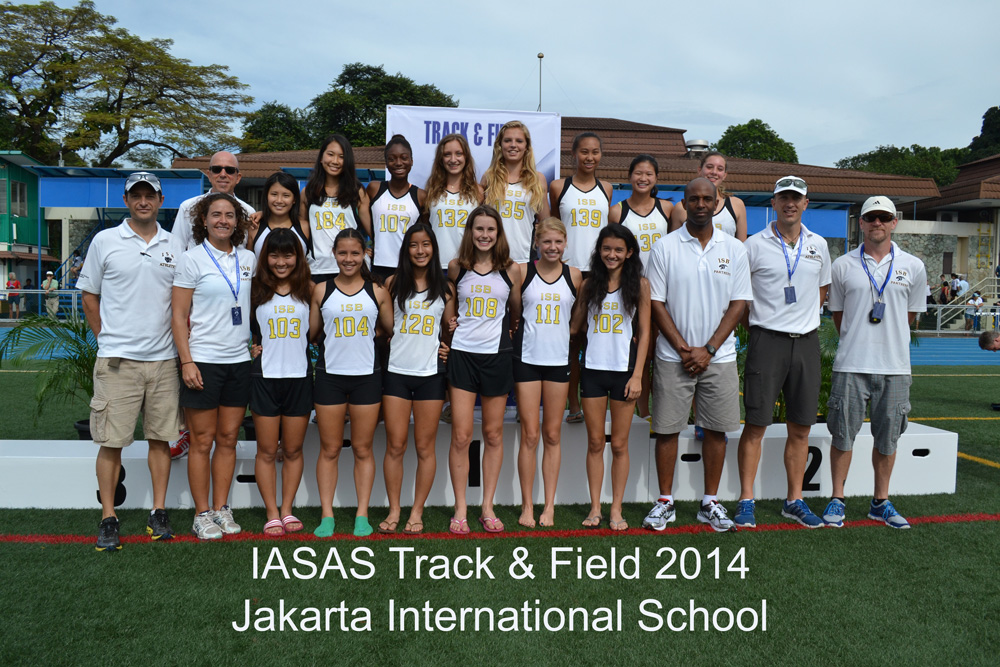 TRACK & FI
ISB
184
107
132
35
139
ISB
ISB
ISB
ISB
ISB
ISB
103
104
128
108
111
102
PANTHERS
ISB
3
1
2
IASAS Track & Field 2014
Jakarta International School